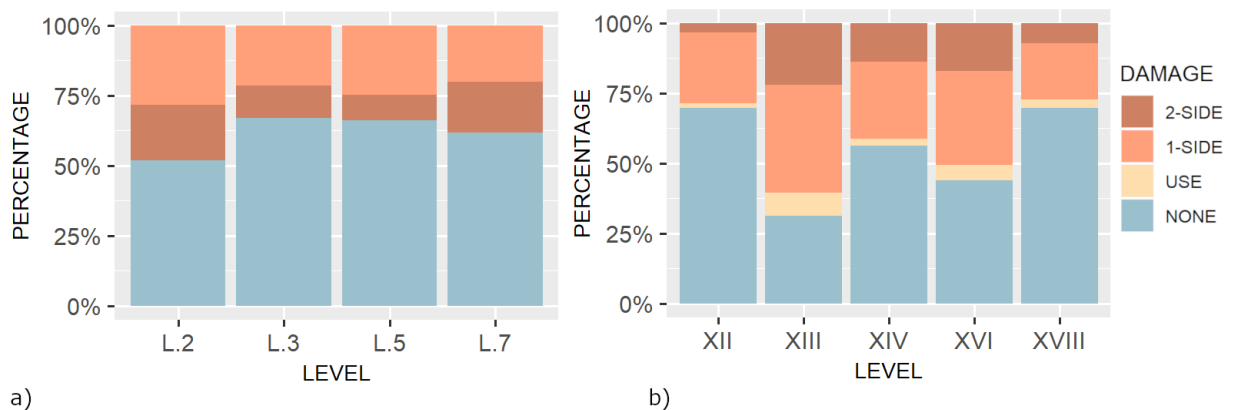 100%
75%
50%
25%
0%
PERCENTAGE
L.2 L.3 L.5 L.7
LEVEL
a)
100%
75%
50%
25%
0%
PERCENTAGE
XII XIII XIV XVI XVIII
LEVEL
b)
DAMAGE
2-SIDE
1-SIDE
USE
NONE